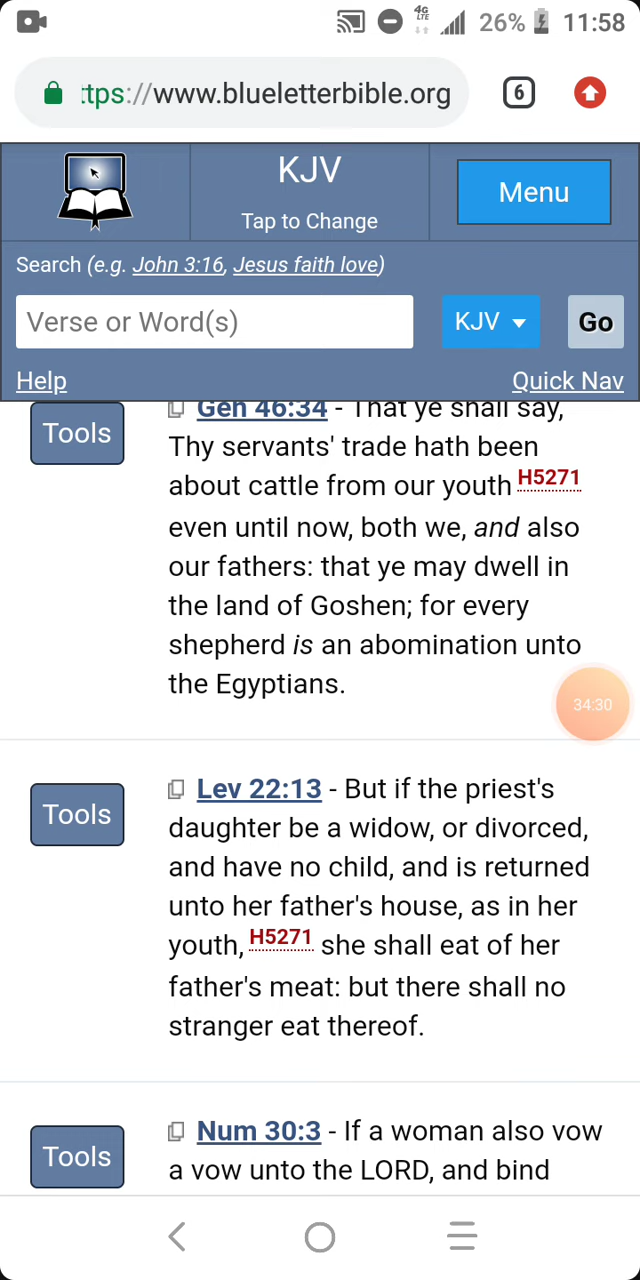 4G
LTE
26%
11:58
ttps://www.blueletterbible.org
6
KJV
Tap to Change
Menu
Search (e.g. John 3:16, Jesus faith love)
Verse or Word(s)
KJV
Go
Help
Quick Nav
Tools
Gen 46:34 - That ye shall say,
Thy servants' trade hath been
about cattle from our youth H5271
even until now, both we, and also
our fathers: that ye may dwell in
the land of Goshen; for every
shepherd is an abomination unto
the Egyptians.
34:30
Tools
Lev 22:13 - But if the priest's
daughter be a widow, or divorced,
and have no child, and is returned
unto her father's house, as in her
youth, H5271 she shall eat of her
father's meat: but there shall no
stranger eat thereof.
Tools
Num 30:3 - If a woman also vow
a vow unto the LORD, and bind